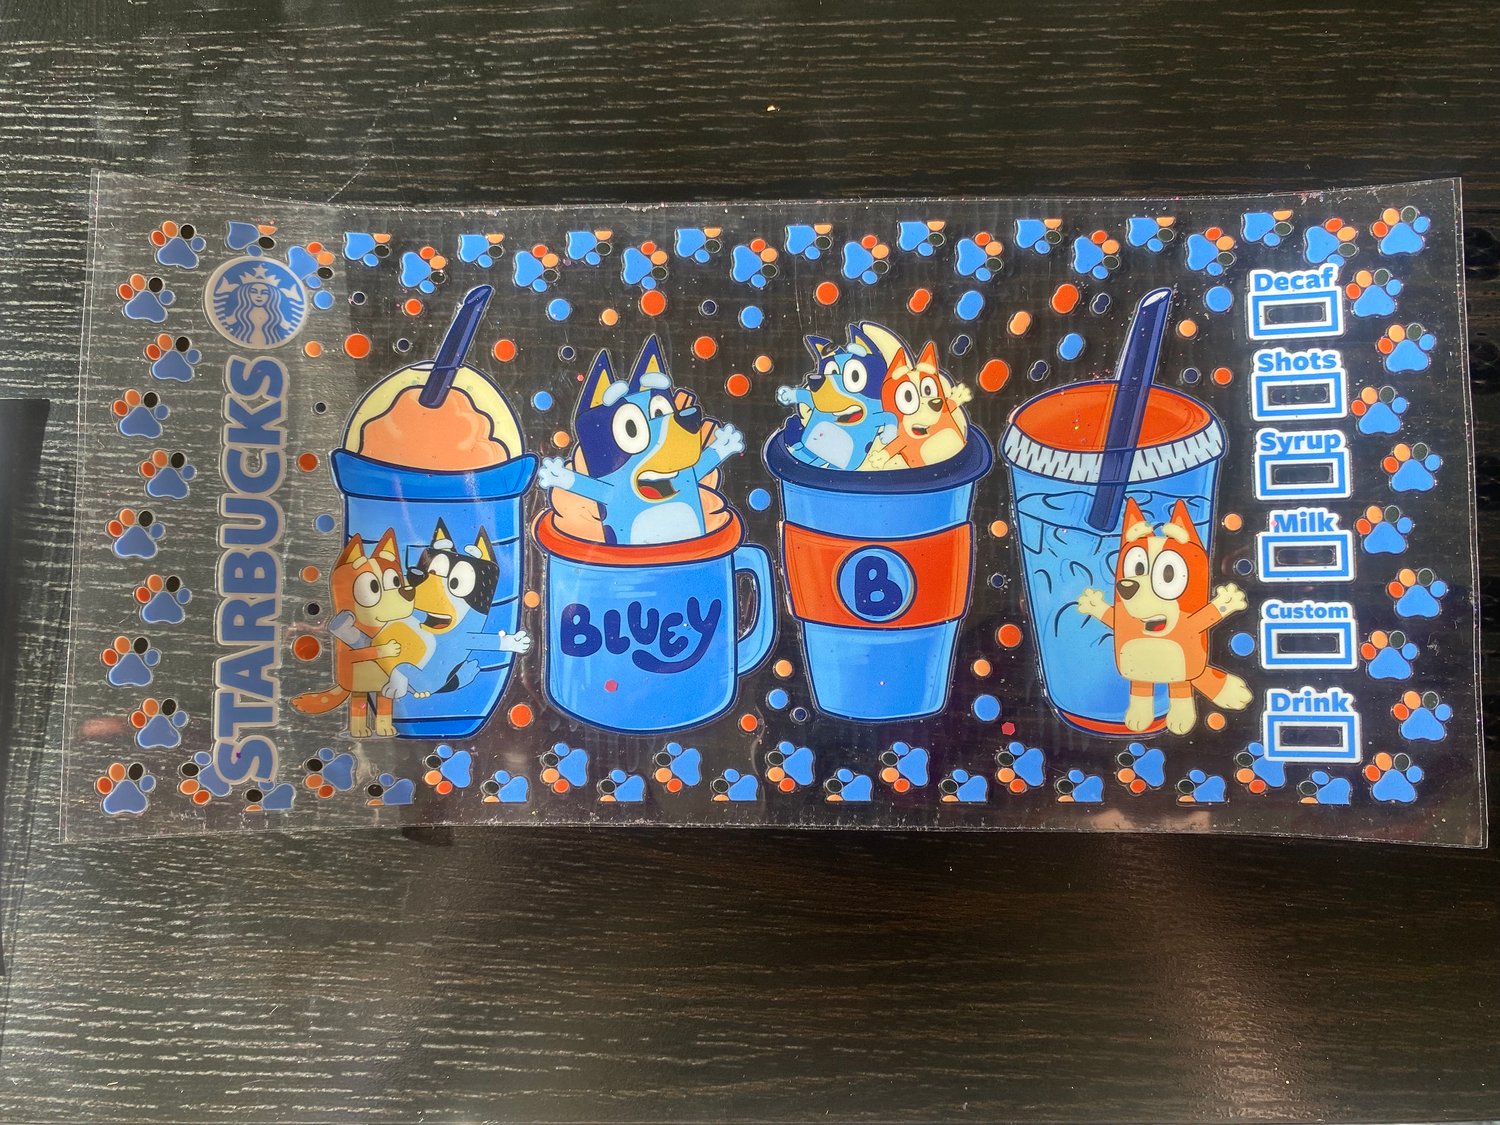 STARBUCKS
BLUEY
B
Decaf
Shots
Syrup
Milk
Custom
Drink